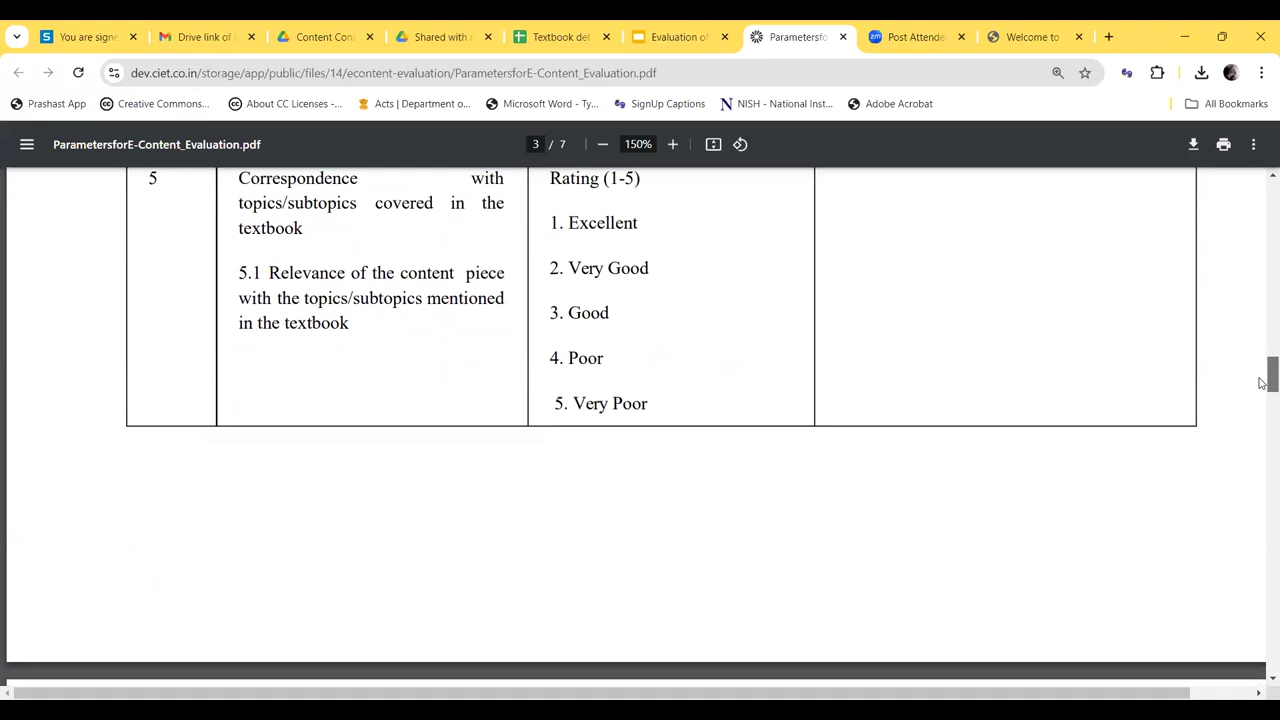 You are signe
Drive link of
Content Con
Shared with
Textbook det
Evaluation of
Parametersfo
Post Attende
Welcome to
dev.ciet.co.in/storage/app/public/files/14/econtent-evaluation/ParametersforE-Content_Evaluation.pdf
Prashast App
Creative Commons...
About CC Licenses -...
Acts | Department o...
Microsoft Word - Ty...
SignUp Captions
NISH - National Inst...
Adobe Acrobat
All Bookmarks
ParametersforE-Content_Evaluation.pdf
3 / 7
150%
5
Correspondence with
topics/subtopics covered in the
textbook
5.1 Relevance of the content piece
with the topics/subtopics mentioned
in the textbook
Rating (1-5)
1. Excellent
2. Very Good
3. Good
4. Poor
5. Very Poor